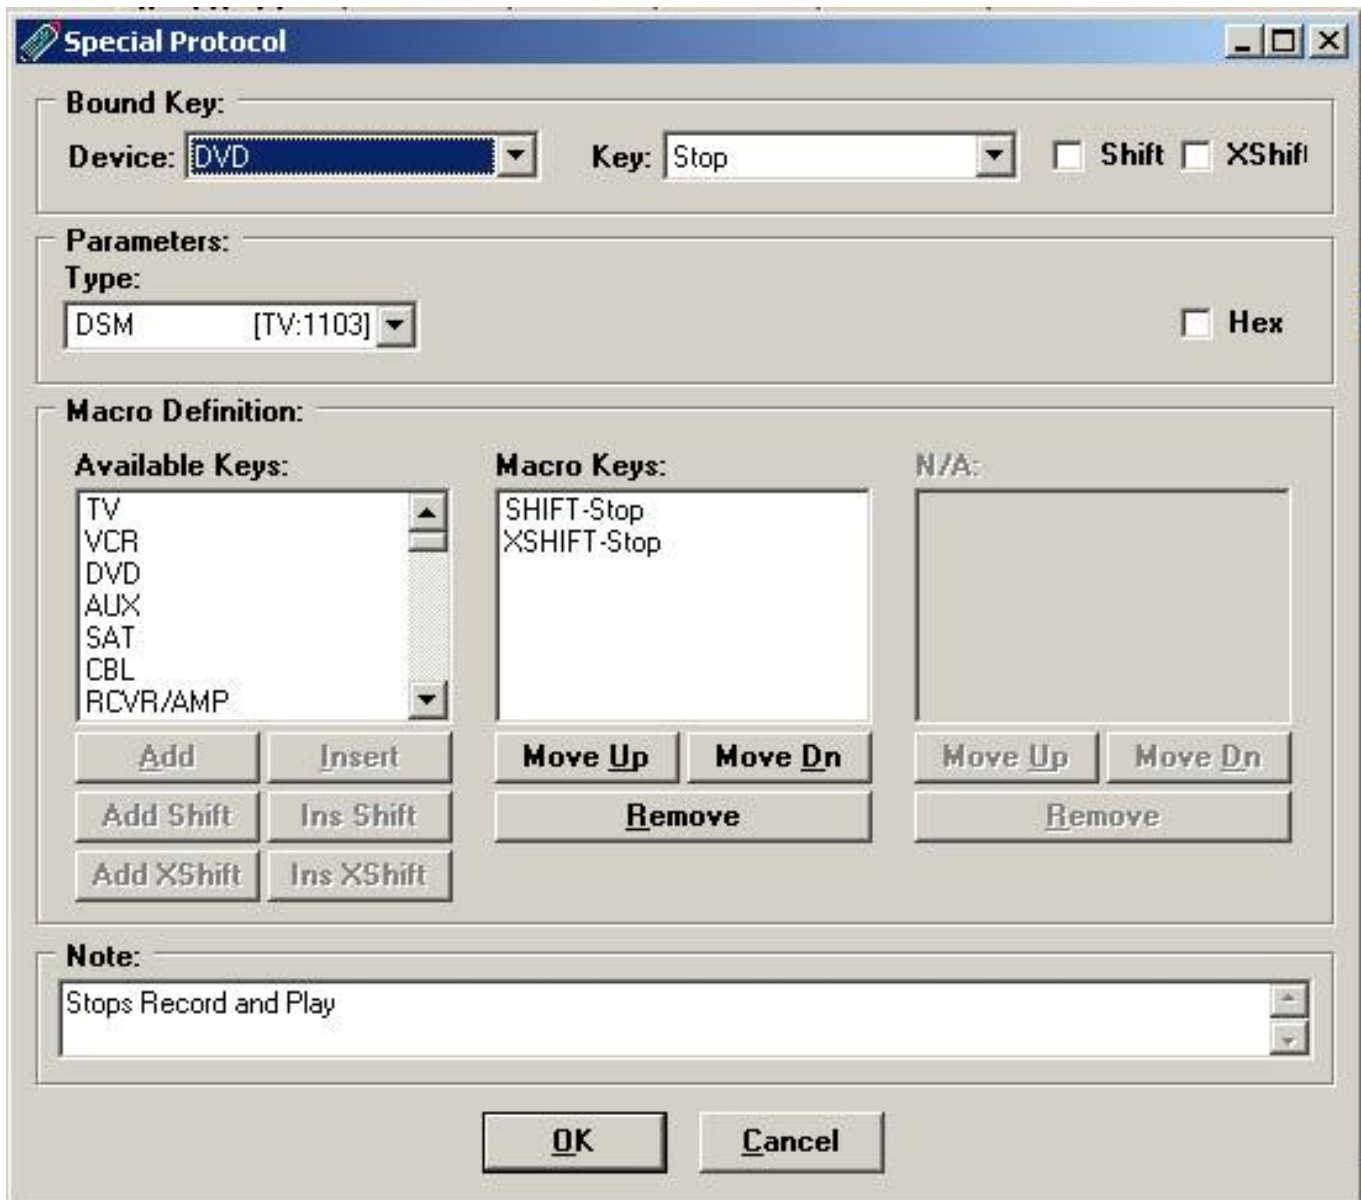 Special Protocol
Bound Key:
Device: DVD Key: Stop Shift XShift
Parameters:
Type:
DSM [TV:1103] Hex
Macro Definition:
Available Keys: Macro Keys: N/A:
TV SHIFT-Stop
VCR XSHIFT-Stop
DVD
AUX
SAT
CBL
RCVR/AMP
Add Insert Move Up Move Dn Move Up Move Dn
Add Shift Ins Shift Remove Remove
Add XShift Ins XShift
Note:
Stops Record and Play
OK Cancel